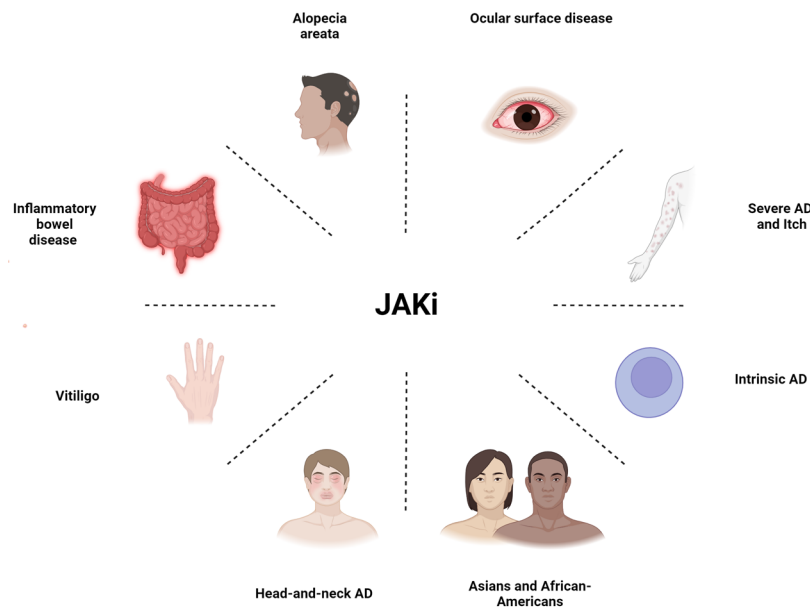 Alopecia
areata
Ocular surface disease
Inflammatory
bowel
disease
Severe AD
and Itch
JAKi
Vitiligo
Intrinsic AD
Head-and-neck AD
Asians and African-
Americans